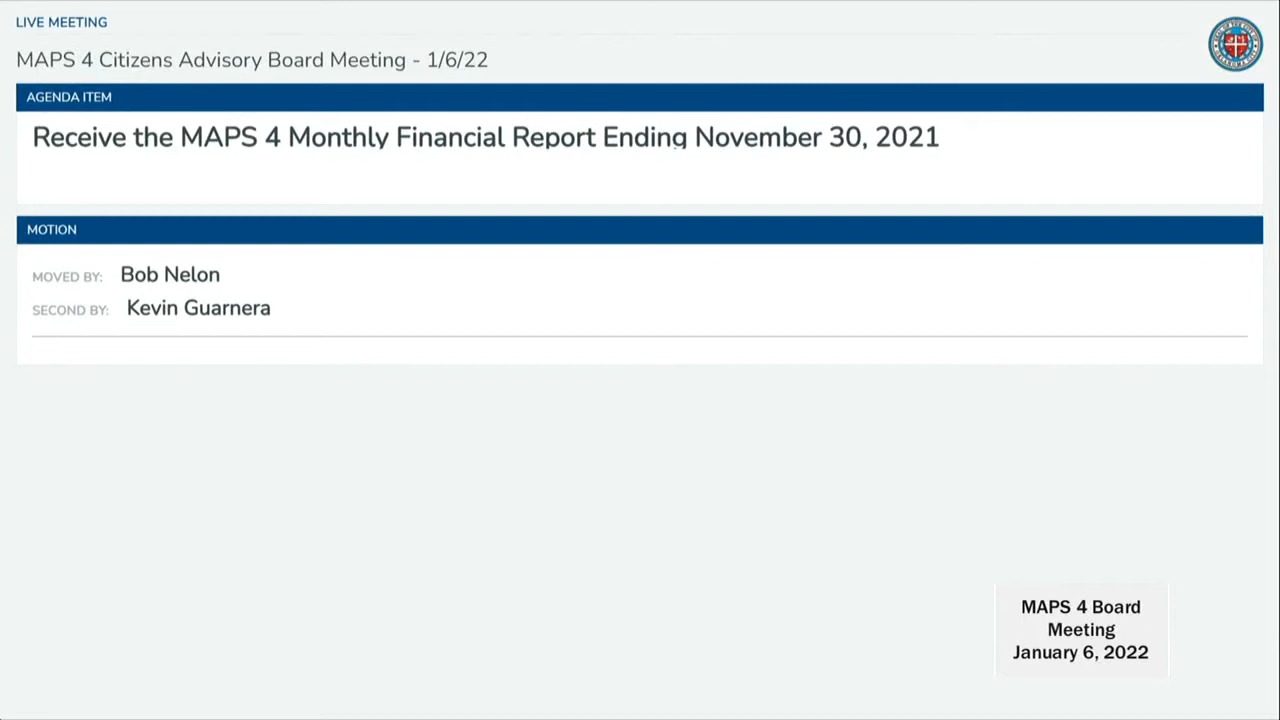 LIVE MEETING
MAPS 4 Citizens Advisory Board Meeting - 1/6/22
AGENDA ITEM
Receive the MAPS 4 Monthly Financial Report Ending November 30, 2021
MOTION
MOVED BY: Bob Nelon
SECOND BY: Kevin Guarnera
MAPS 4 Board
Meeting
January 6, 2022